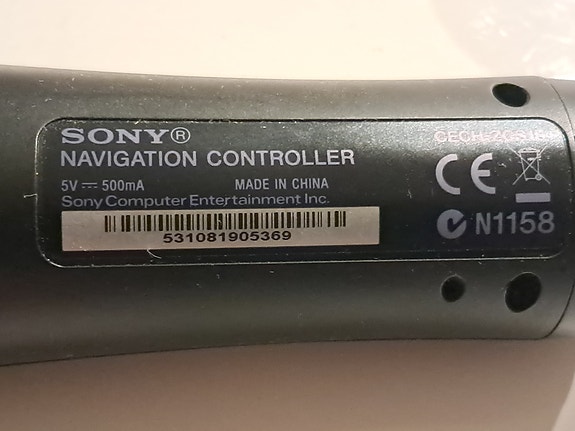 SONY®
NAVIGATION CONTROLLER
5V ⎓ 500mA MADE IN CHINA
Sony Computer Entertainment Inc.
531081905369
CE
N1158